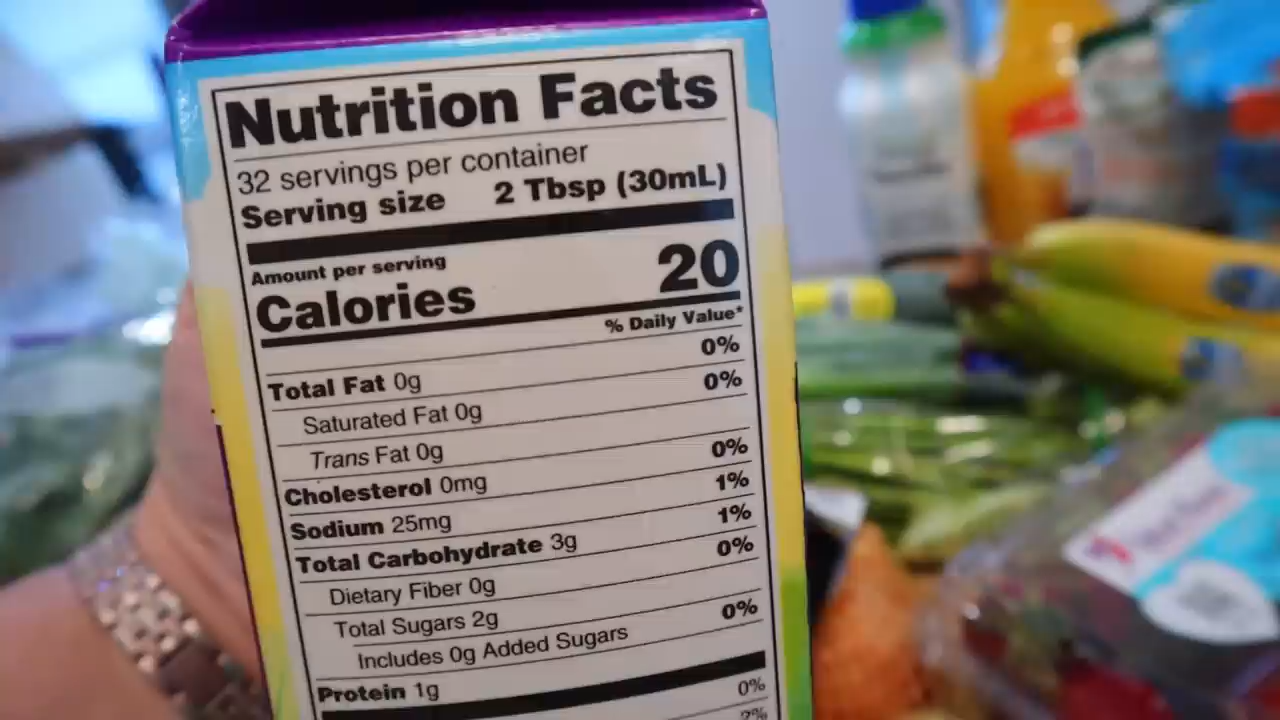 Nutrition Facts
32 servings per container
Serving size 2 Tbsp (30mL)
Amount per serving
Calories 20
% Daily Value*
Total Fat 0g 0%
Saturated Fat 0g 0%
Trans Fat 0g
Cholesterol 0mg 0%
Sodium 25mg 1%
Total Carbohydrate 3g 1%
Dietary Fiber 0g 0%
Total Sugars 2g
Includes 0g Added Sugars 0%
Protein 1g
0%
2%